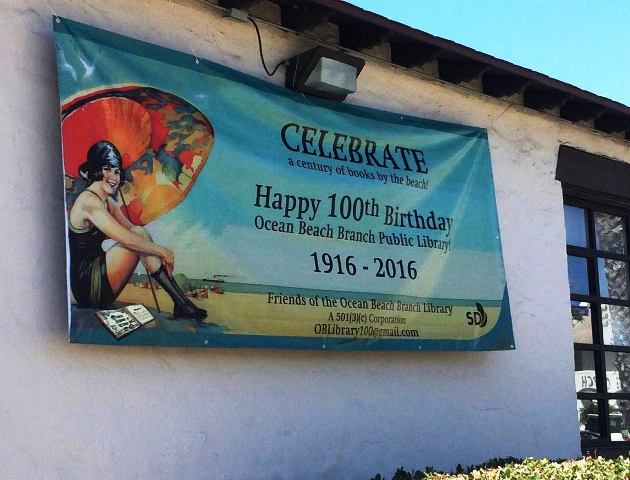 CELEBRATE
a century of books by the beach!
Happy 100th Birthday
Ocean Beach Branch Public Library!
1916 - 2016
Friends of the Ocean Beach Branch Library
A 501(3)(c) Corporation
OBLibrary100@gmail.com
SD